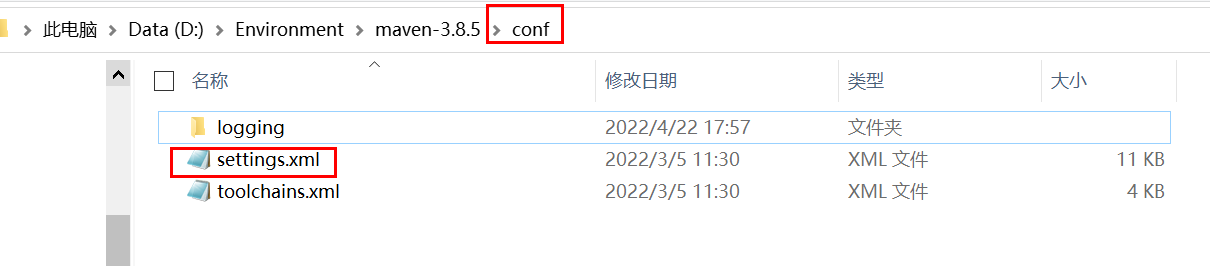 此电脑 Data (D:) Environment maven-3.8.5 conf
名称 修改日期 类型 大小
logging 2022/4/22 17:57 文件夹
settings.xml 2022/3/5 11:30 XML 文件 11 KB
toolchains.xml 2022/3/5 11:30 XML 文件 4 KB